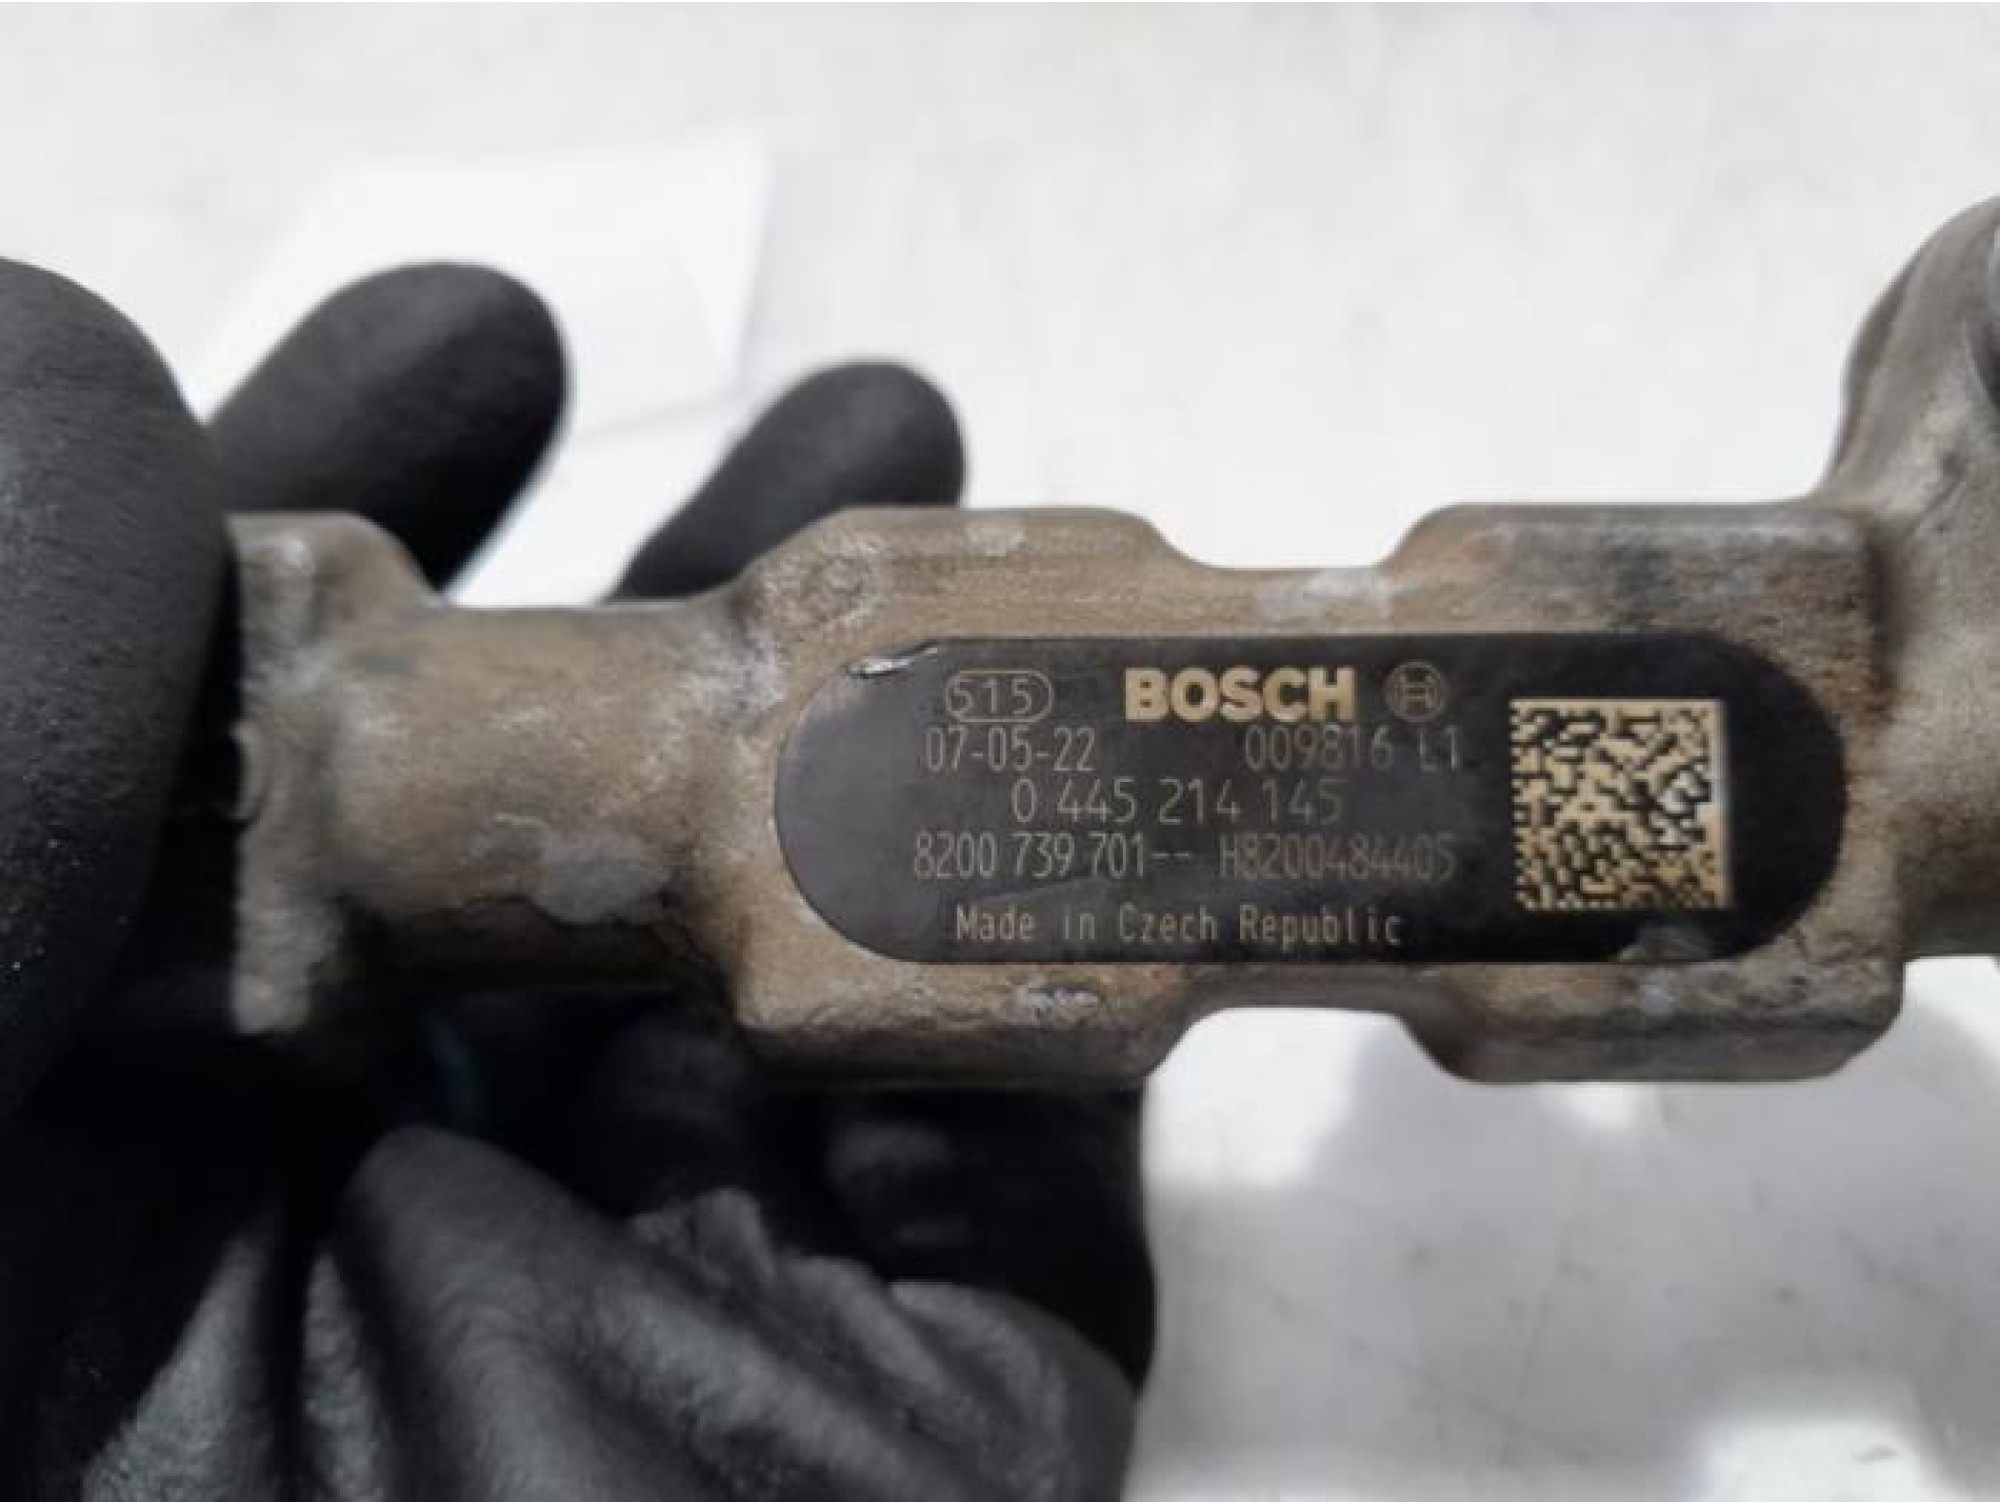 515 BOSCH
07-05-22 009816 L1
0 445 214 145
8200 739 701-- H8200484405
Made in Czech Republic